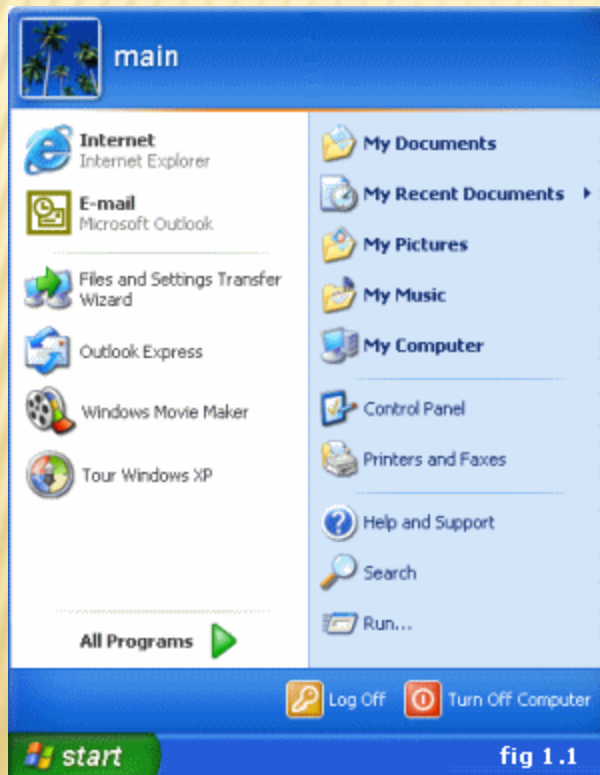 main
Internet
Internet Explorer
E-mail
Microsoft Outlook
Files and Settings Transfer
Wizard
Outlook Express
Windows Movie Maker
Tour Windows XP
All Programs
My Documents
My Recent Documents
My Pictures
My Music
My Computer
Control Panel
Printers and Faxes
Help and Support
Search
Run...
Log Off
Turn Off Computer
start
fig 1.1